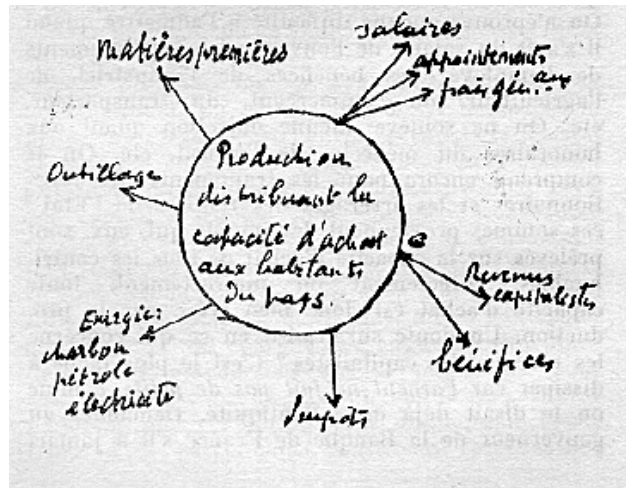 Matières premières
salaires
appointements
frais gén.aux
Outillage
Production
distribuant la
capacité d'achat
aux habitants
du pays.
Revenus
capitalistes
bénéfices
Impôts
Energie:
charbon
pétrole
électricité